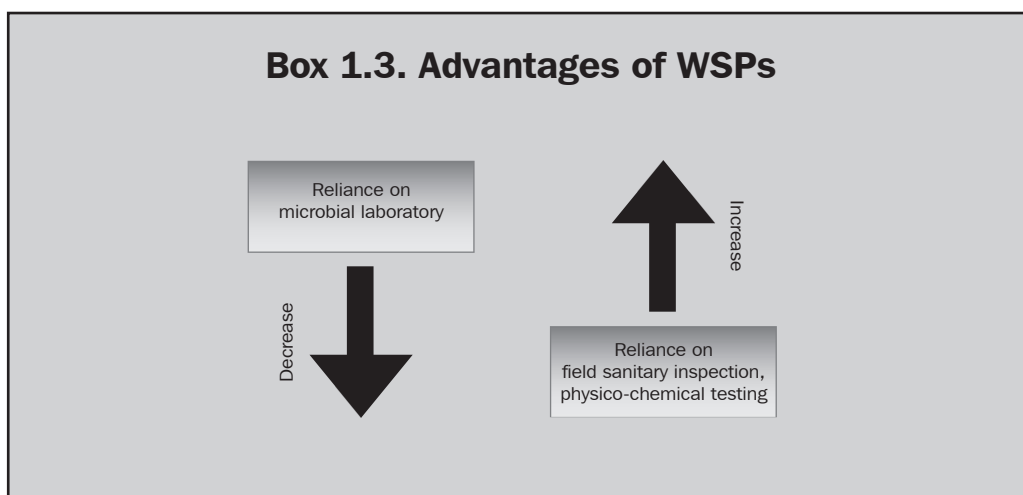 Box 1.3. Advantages of WSPs
Reliance on
microbial laboratory
Decrease
Increase
Reliance on
field sanitary inspection,
physico-chemical testing